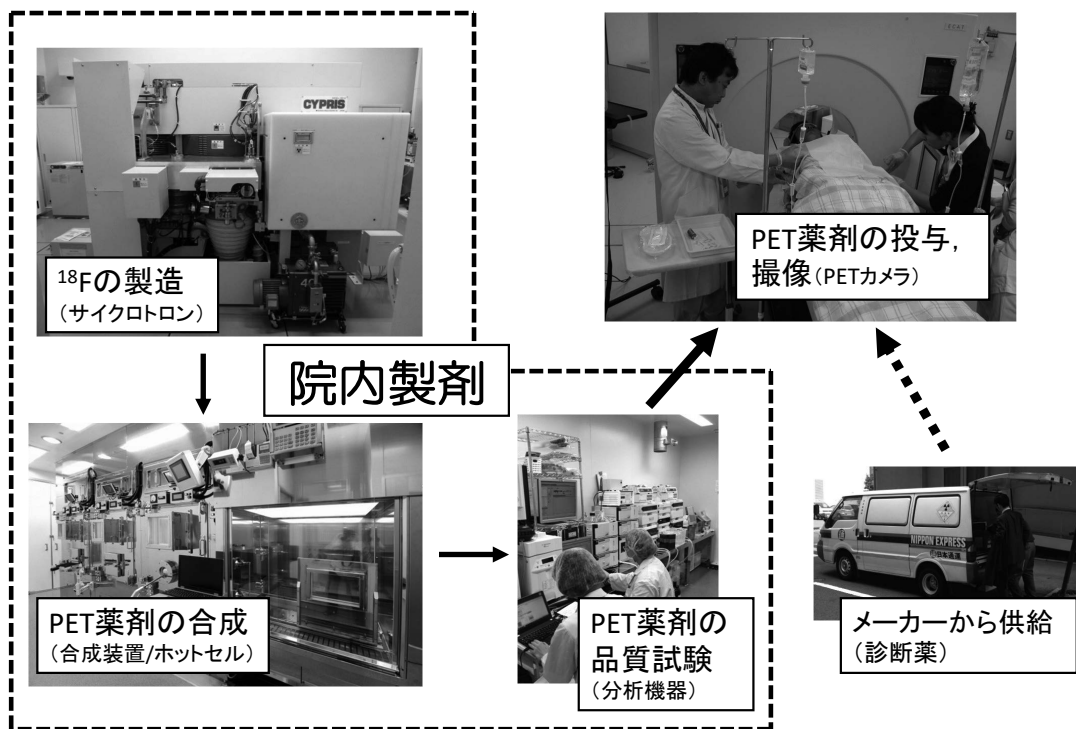 CYPRIS
¹⁸Fの製造
（サイクロトロン）
院内製剤
PET薬剤の合成
（合成装置/ホットセル）
PET薬剤の
品質試験
（分析機器）
PET薬剤の投与，
撮像（PETカメラ）
NIPPON EXPRESS
日本通運
メーカーから供給
（診断薬）